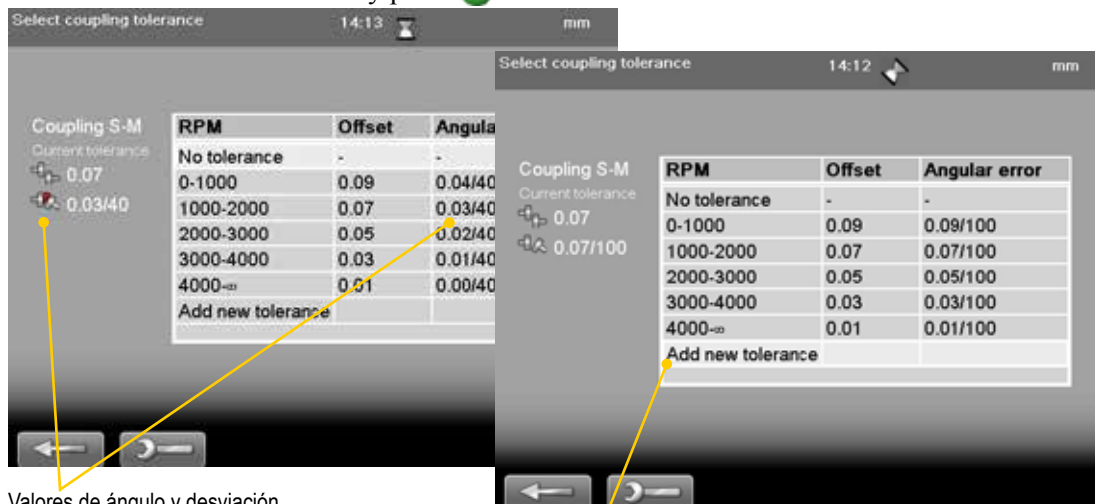 Select coupling tolerance 14:13 mm
Coupling S-M
Current tolerance
0.07
0.03/40
RPM Offset Angula
No tolerance - -
0-1000 0.09 0.04/40
1000-2000 0.07 0.03/40
2000-3000 0.05 0.02/40
3000-4000 0.03 0.01/40
4000-∞ 0.01 0.00/40
Add new tolerance
Select coupling tolerance 14:12 mm
Coupling S-M
Current tolerance
0.07
0.07/100
RPM Offset Angular error
No tolerance - -
0-1000 0.09 0.09/100
1000-2000 0.07 0.07/100
2000-3000 0.05 0.05/100
3000-4000 0.03 0.03/100
4000-∞ 0.01 0.01/100
Add new tolerance
Valores de ángulo y desviación